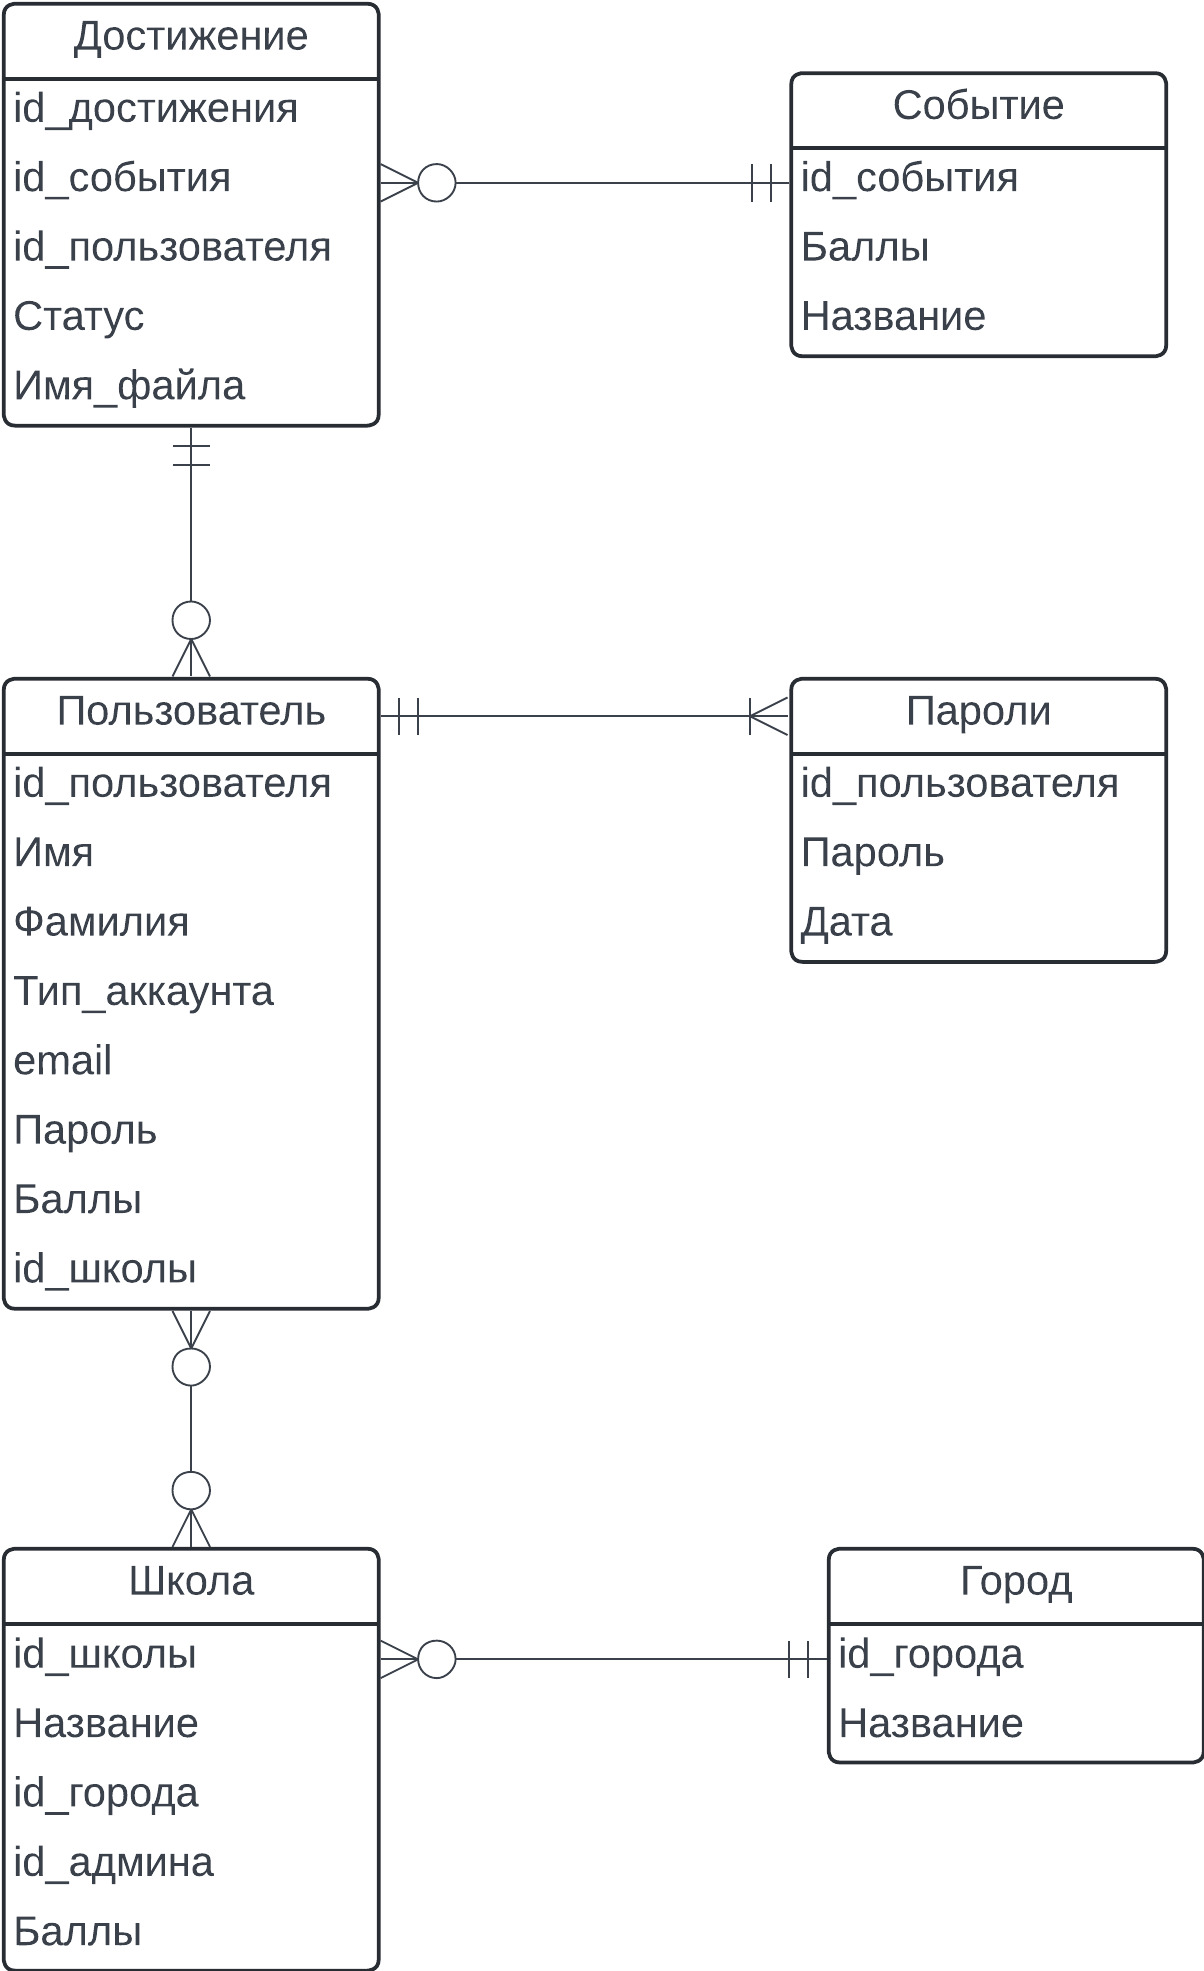 Достижение
id_достижения
id_события
id_пользователя
Статус
Имя_файла
Событие
id_события
Баллы
Название
Пользователь
id_пользователя
Имя
Фамилия
Тип_аккаунта
email
Пароль
Баллы
id_школы
Пароли
id_пользователя
Пароль
Дата
Школа
id_школы
Название
id_города
id_админа
Баллы
Город
id_города
Название